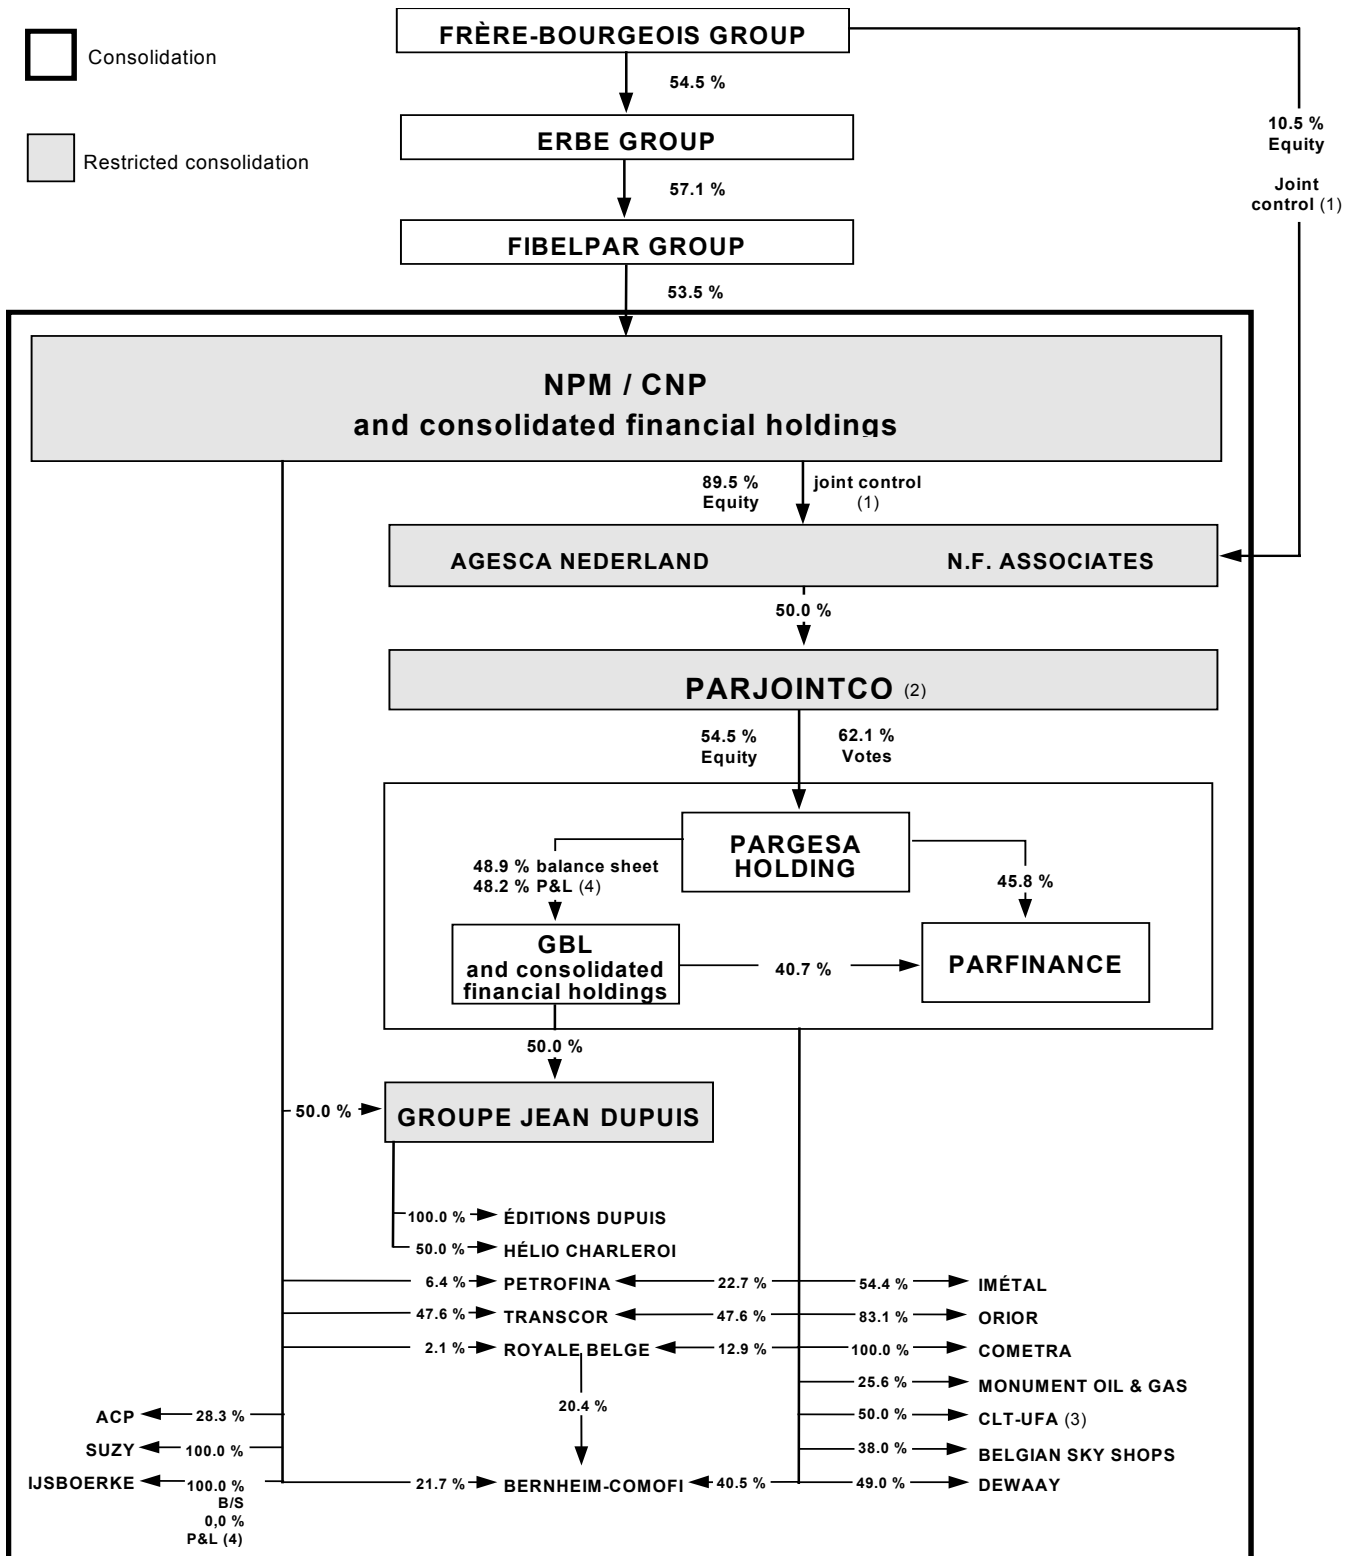 FRÈRE-BOURGEOIS GROUP
Consolidation
54.5 %
10.5 %
Equity
Joint
control (1)
ERBE GROUP
Restricted consolidation
57.1 %
FIBELPAR GROUP
53.5 %
NPM / CNP
and consolidated financial holdings
89.5 %
Equity
joint control
(1)
AGESCA NEDERLAND
N.F. ASSOCIATES
50.0 %
PARJOINTCO (2)
54.5 %
Equity
62.1 %
Votes
PARGESA
HOLDING
48.9 % balance sheet
48.2 % P&L (4)
45.8 %
GBL
and consolidated
financial holdings
40.7 %
PARFINANCE
50.0 %
50.0 %
GROUPE JEAN DUPUIS
100.0 % ÉDITIONS DUPUIS
50.0 % HÉLIO CHARLEROI
6.4 % PETROFINA 22.7 % 54.4 % IMÉTAL
47.6 % TRANSCOR 47.6 % 83.1 % ORIOR
2.1 % ROYALE BELGE 12.9 % 100.0 % COMETRA
25.6 % MONUMENT OIL & GAS
20.4 %
ACP 28.3 %
50.0 % CLT-UFA (3)
SUZY 100.0 %
38.0 % BELGIAN SKY SHOPS
IJSBOERKE 100.0 %
B/S
0,0 %
P&L (4)
21.7 % BERNHEIM-COMOFI 40.5 % 49.0 % DEWAAY